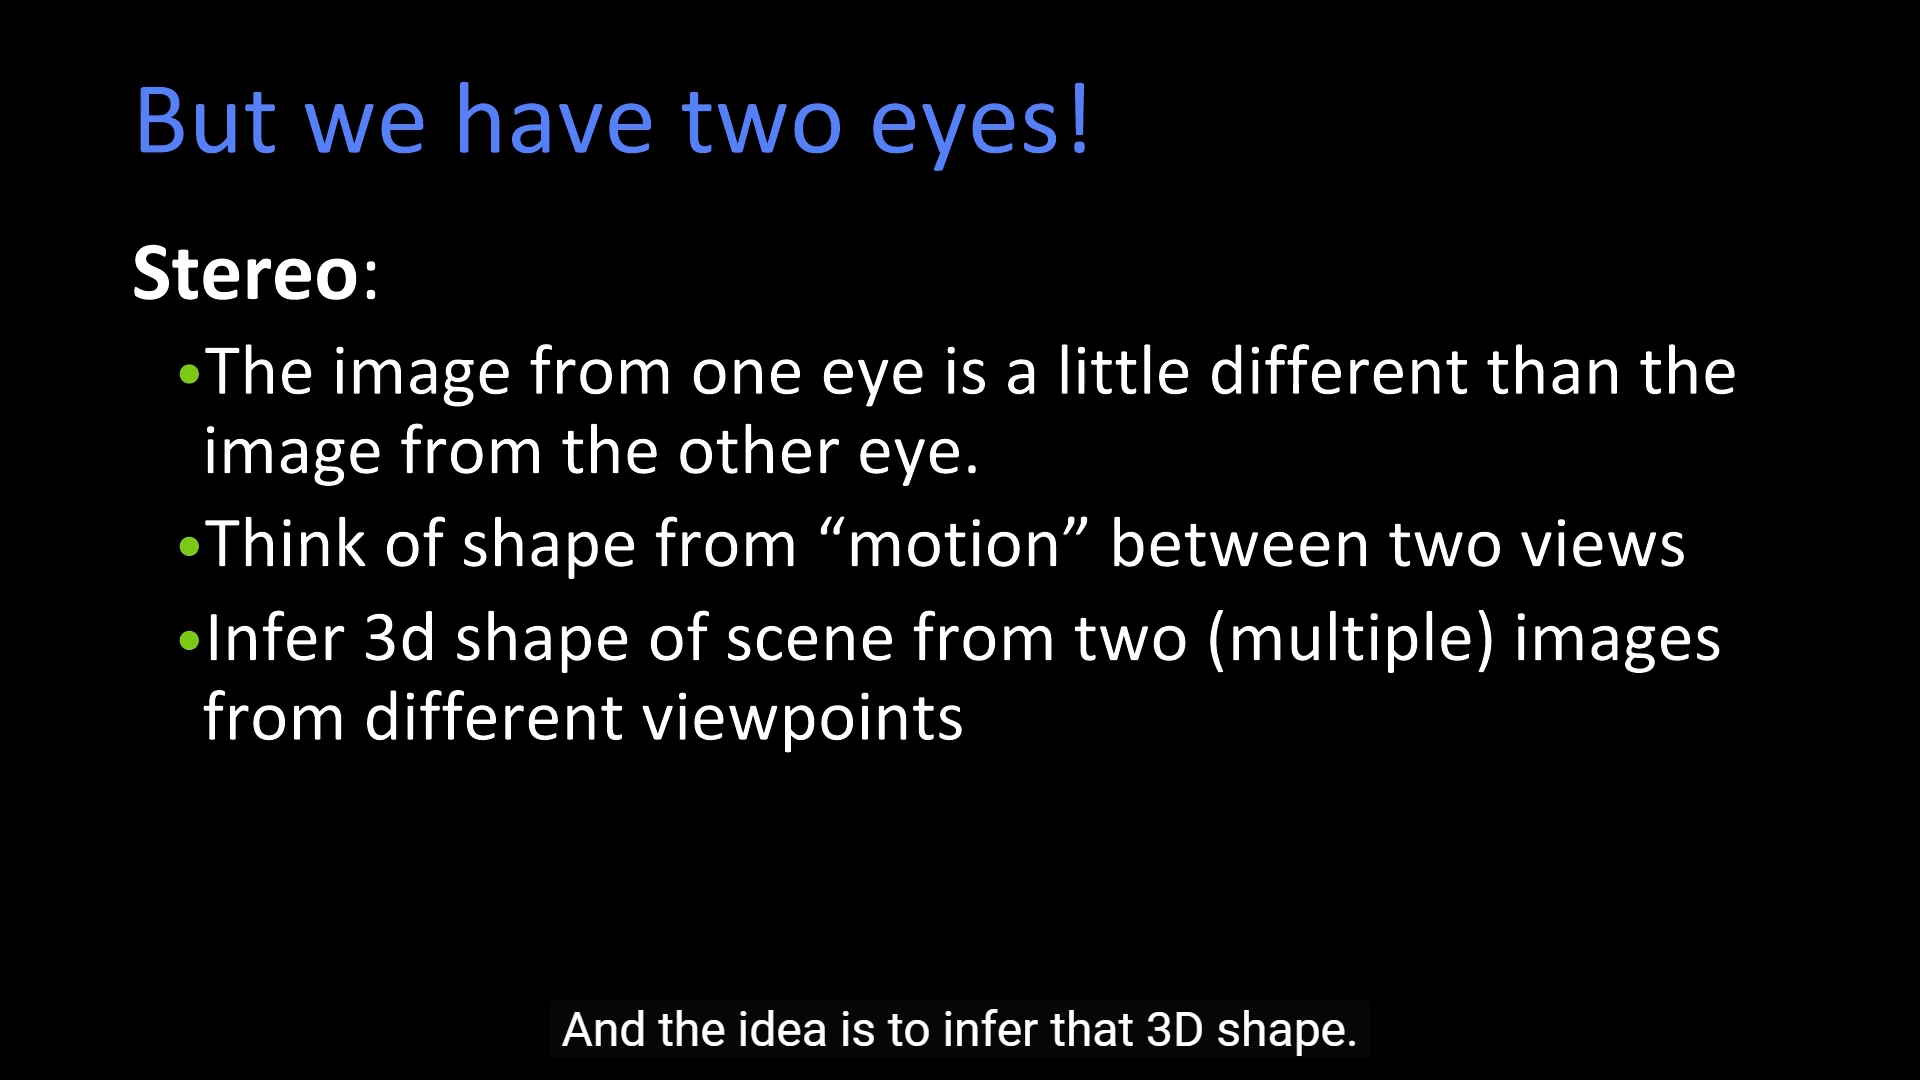 But we have two eyes!
Stereo:
•The image from one eye is a little different than the
image from the other eye.
•Think of shape from “motion” between two views
•Infer 3d shape of scene from two (multiple) images
from different viewpoints
And the idea is to infer that 3D shape.